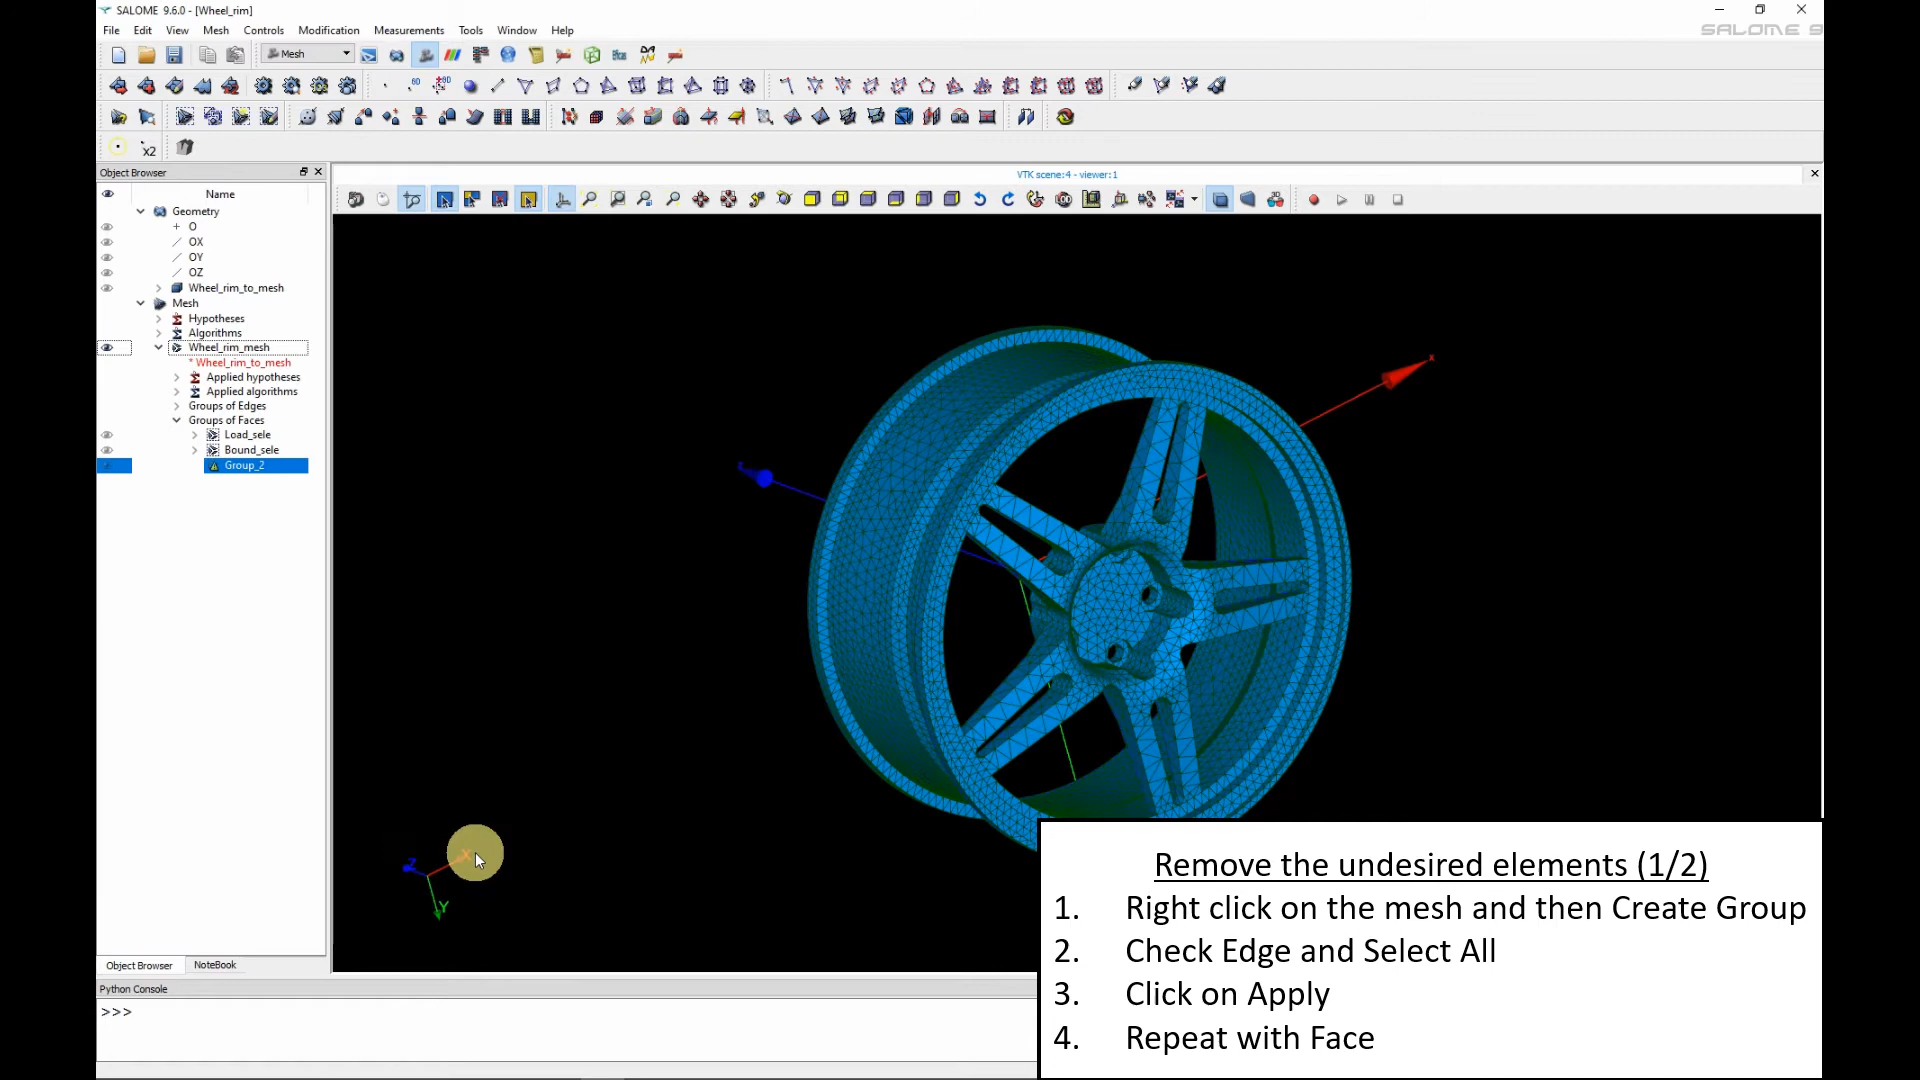 SALOME 9.6.0 - [Wheel_rim]
File Edit View Mesh Controls Modification Measurements Tools Window Help
SALOME 9
Mesh
x2
Object Browser
VTK scene:4 - viewer:1
Name
Geometry
O
OX
OY
OZ
Wheel_rim_to_mesh
Mesh
Hypotheses
Algorithms
Wheel_rim_mesh
* Wheel_rim_to_mesh
Applied hypotheses
Applied algorithms
Groups of Edges
Groups of Faces
Load_sele
Bound_sele
Group_2
X
Z
X
Y
Object Browser NoteBook
Python Console
>>>
Remove the undesired elements (1/2)
1. Right click on the mesh and then Create Group
2. Check Edge and Select All
3. Click on Apply
4. Repeat with Face